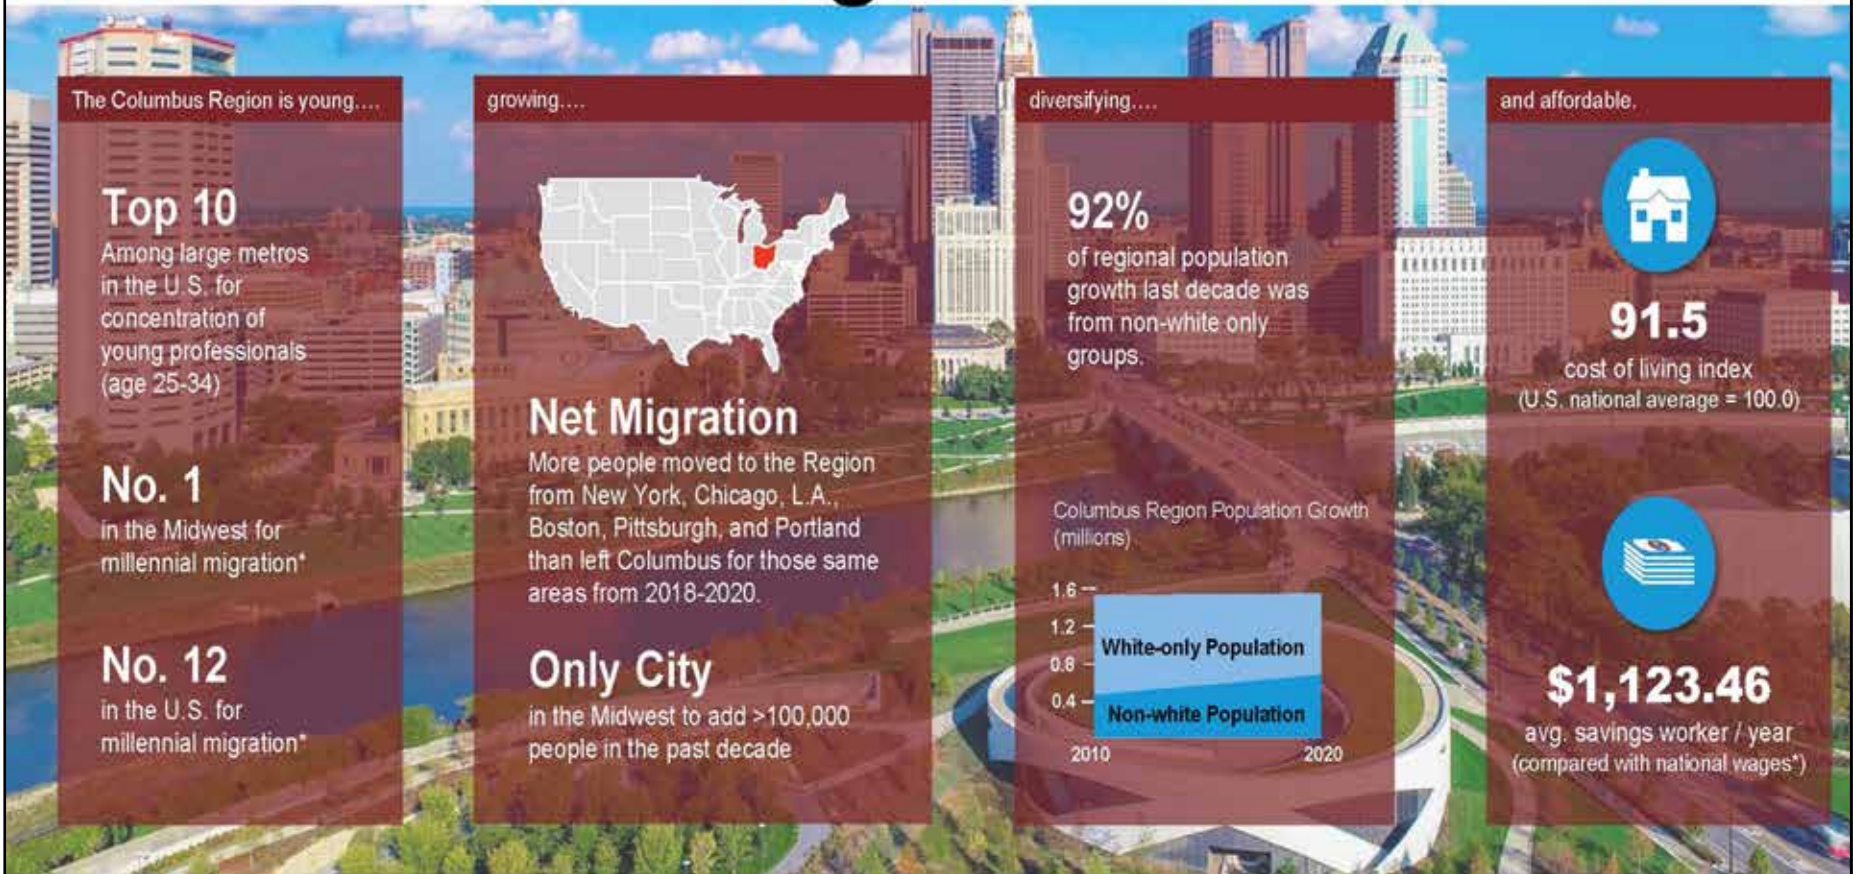 The Columbus Region is young....
Top 10
Among large metros
in the U.S. for
concentration of
young professionals
(age 25-34)
No. 1
in the Midwest for
millennial migration*
No. 12
in the U.S. for
millennial migration*
growing....
Net Migration
More people moved to the Region
from New York, Chicago, L.A.,
Boston, Pittsburgh, and Portland
than left Columbus for those same
areas from 2018-2020.
Only City
in the Midwest to add >100,000
people in the past decade
diversifying....
92%
of regional population
growth last decade was
from non-white only
groups.
Columbus Region Population Growth
(millions)
1.6
1.2
0.8
0.4
White-only Population
Non-white Population
2010
2020
and affordable.
91.5
cost of living index
(U.S. national average = 100.0)
$1,123.46
avg. savings worker / year
(compared with national wages*)